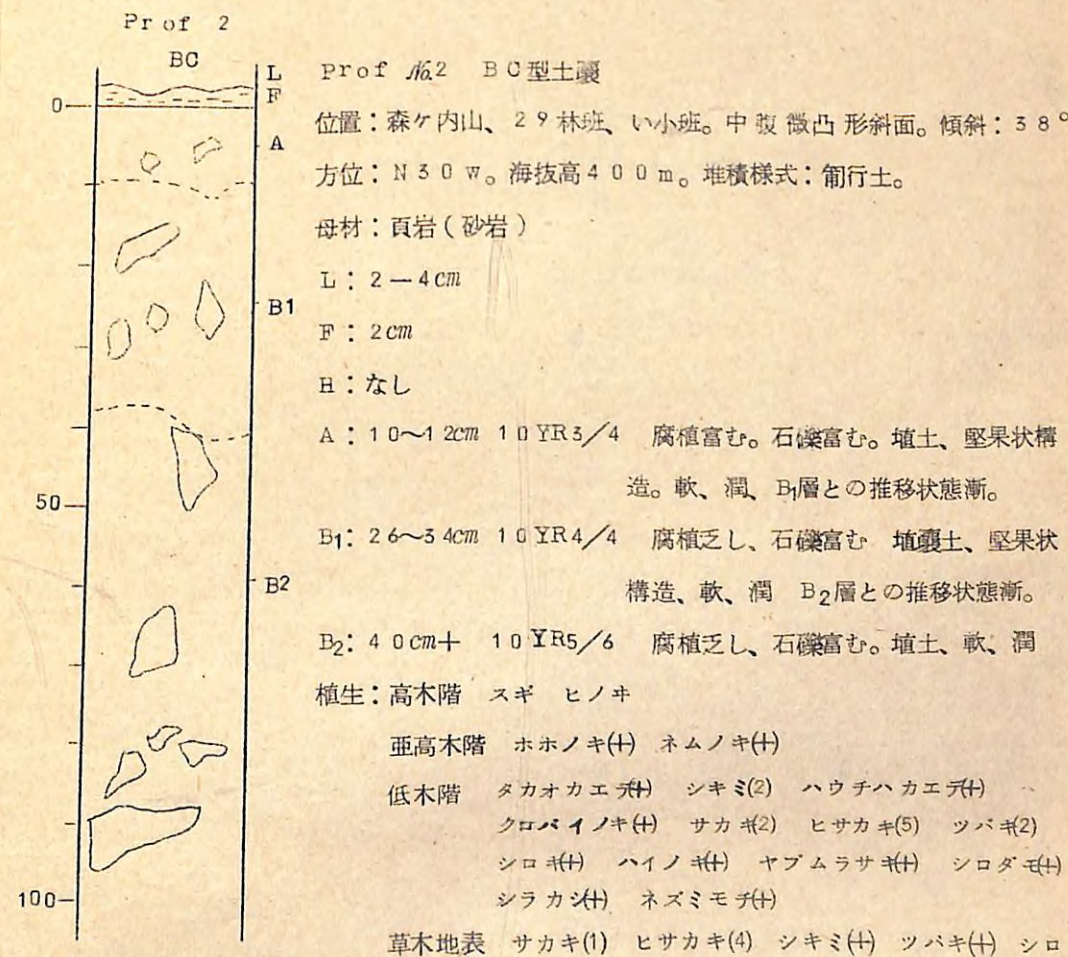 Prof 2
BC
L
F
0
A
B1
50
B2
100
Prof №2 BC型土壌
位置：森ケ内山、29林班、い小班。中腹微凸形斜面。傾斜：38°
方位：N30w。海抜高400m。堆積様式：匍行土。
母材：頁岩（砂岩）
L：2—4cm
F：2cm
H：なし
A：10～12cm 10YR3/4 腐植富む。石礫富む。埴土、堅果状構
造。軟、潤、B1層との推移状態漸。
B1：26～34cm 10YR4/4 腐植乏し、石礫富む 埴壌土、堅果状
構造、軟、潤 B2層との推移状態漸。
B2：40cm+ 10YR5/6 腐植乏し、石礫富む。埴土、軟、潤
植生：高木階 スギ ヒノキ
亜高木階 ホホノキ(+) ネムノキ(+)
低木階 タカオカエデ(+) シキミ(2) ハウチハカエデ(+)
クロバイノキ(+) サカキ(2) ヒサカキ(5) ツバキ(2)
シロキ(+) ハイノキ(+) ヤブムラサキ(+) シロダモ(+)
シラカシ(+) ネズミモチ(+)
草木地表 サカキ(1) ヒサカキ(4) シキミ(+) ツバキ(+) シロ